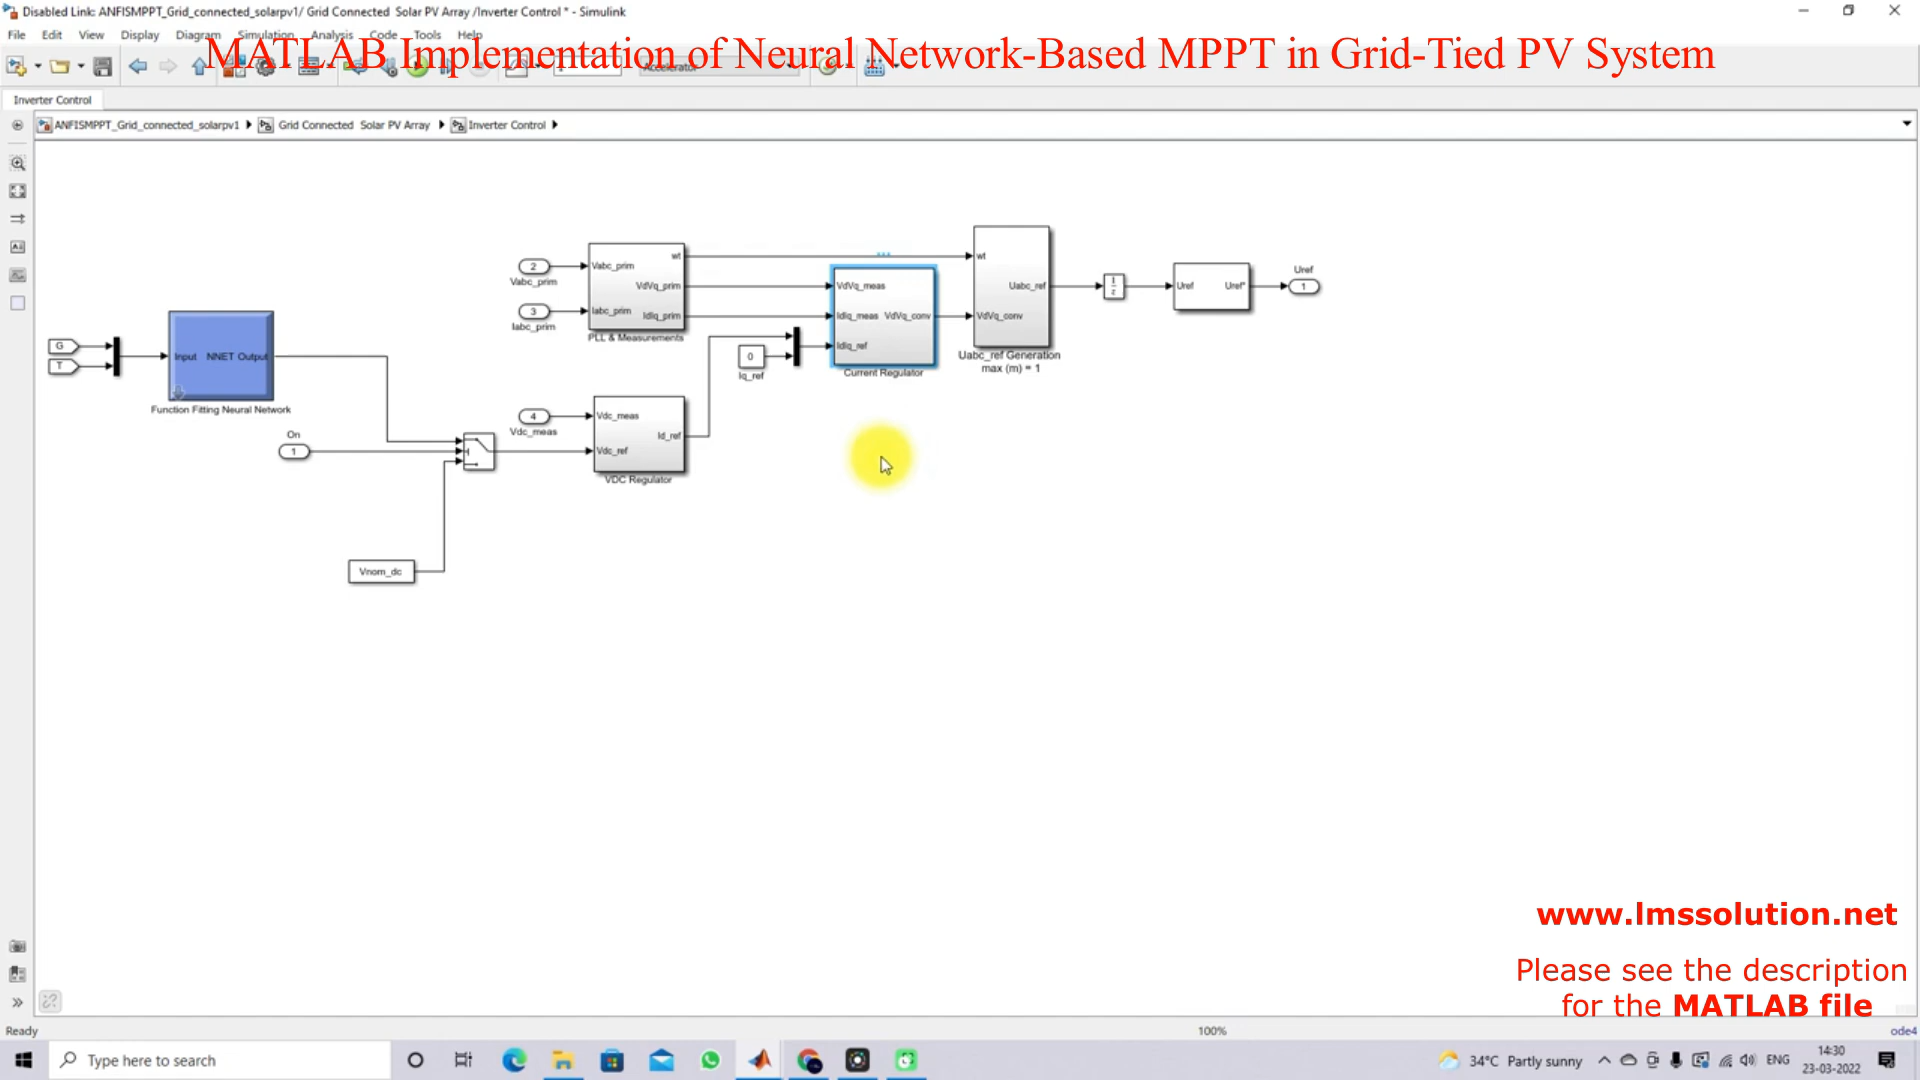 Disabled Link: ANFISMPPT_Grid_connected_solarpv1/ Grid Connected Solar PV Array /Inverter Control * - Simulink
File Edit View Display Diagram Simulation Analysis Code Tools Help
MATLAB Implementation of Neural Network-Based MPPT in Grid-Tied PV System
Accelerator
Inverter Control
ANFISMPPT_Grid_connected_solarpv1 Grid Connected Solar PV Array Inverter Control
G
T
Input NNET Output
Function Fitting Neural Network
On
1
Vnom_dc
2
Vabc_prim
3
Iabc_prim
Vabc_prim
Iabc_prim
wt
VdVq_prim
IdIq_prim
PLL & Measurements
4
Vdc_meas
Vdc_meas
Vdc_ref
Id_ref
VDC Regulator
0
Iq_ref
VdVq_meas
IdIq_meas VdVq_conv
IdIq_ref
Current Regulator
wt
Uabc_ref
VdVq_conv
Uabc_ref Generation
max (m) = 1
1
z
Uref Uref*
Uref
1
www.lmssolution.net
Please see the description
for the MATLAB file
Ready
100%
ode4
Type here to search
34°C Partly sunny
ENG
14:30
23-03-2022